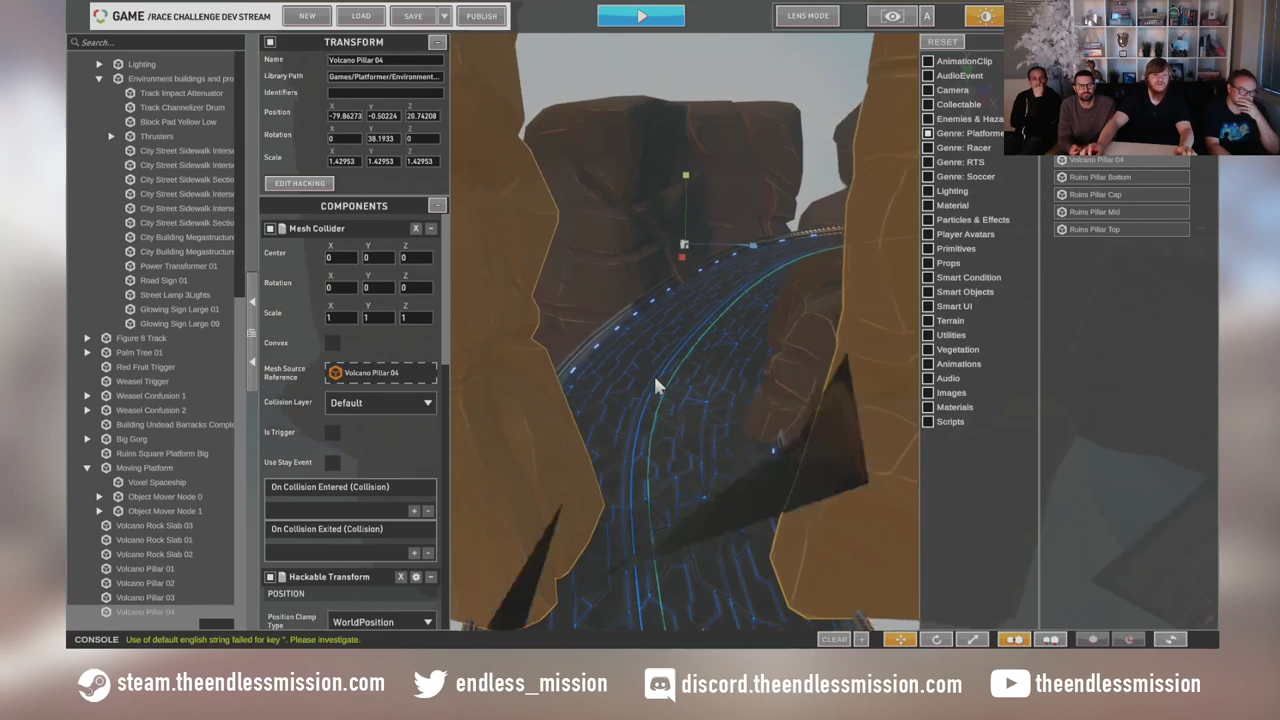 GAME /RACE CHALLENGE DEV STREAM
NEW
LOAD
SAVE
PUBLISH
LENS MODE
A
Search...
Lighting
Environment buildings and pro
Track Impact Attenuator
Track Channelizer Drum
Block Pad Yellow Low
Thrusters
City Street Sidewalk Interse
City Street Sidewalk Interse
City Street Sidewalk Sectio
City Street Sidewalk Interse
City Street Sidewalk Interse
City Street Sidewalk Sectio
City Building Megastructure
City Building Megastructure
Power Transformer 01
Road Sign 01
Street Lamp 3Lights
Glowing Sign Large 01
Glowing Sign Large 09
Figure 8 Track
Palm Tree 01
Red Fruit Trigger
Weasel Trigger
Weasel Confusion 1
Weasel Confusion 2
Building Undead Barracks Comple
Big Gorg
Ruins Square Platform Big
Moving Platform
Voxel Spaceship
Object Mover Node 0
Object Mover Node 1
Volcano Rock Slab 03
Volcano Rock Slab 01
Volcano Rock Slab 02
Volcano Pillar 01
Volcano Pillar 02
Volcano Pillar 03
Volcano Pillar 04
TRANSFORM
Name
Volcano Pillar 04
Library Path
Games/Platformer/Environment...
Identifiers
X Y Z
Position
-79.86273 -0.50224 20.74208
X Y Z
Rotation
0 38.1933 0
X Y Z
Scale
1.42953 1.42953 1.42953
EDIT HACKING
COMPONENTS
Mesh Collider
X
X Y Z
Center
0 0 0
X Y Z
Rotation
0 0 0
X Y Z
Scale
1 1 1
Convex
Mesh Source Reference
Volcano Pillar 04
Collision Layer
Default
Is Trigger
Use Stay Event
On Collision Entered (Collision)
+ -
On Collision Exited (Collision)
+ -
Hackable Transform
X
POSITION
Position Clamp Type
WorldPosition
RESET
AnimationClip
AudioEvent
Camera
Collectable
Enemies & Haza
Genre: Platforme
Genre: Racer
Genre: RTS
Genre: Soccer
Lighting
Material
Particles & Effects
Player Avatars
Primitives
Props
Smart Condition
Smart Objects
Smart UI
Terrain
Utilities
Vegetation
Animations
Audio
Images
Materials
Scripts
Volcano Pillar 04
Ruins Pillar Bottom
Ruins Pillar Cap
Ruins Pillar Mid
Ruins Pillar Top
CONSOLE Use of default english string failed for key ''. Please investigate.
CLEAR
+
steam.theendlessmission.com
endless_mission
discord.theendlessmission.com
theendlessmission